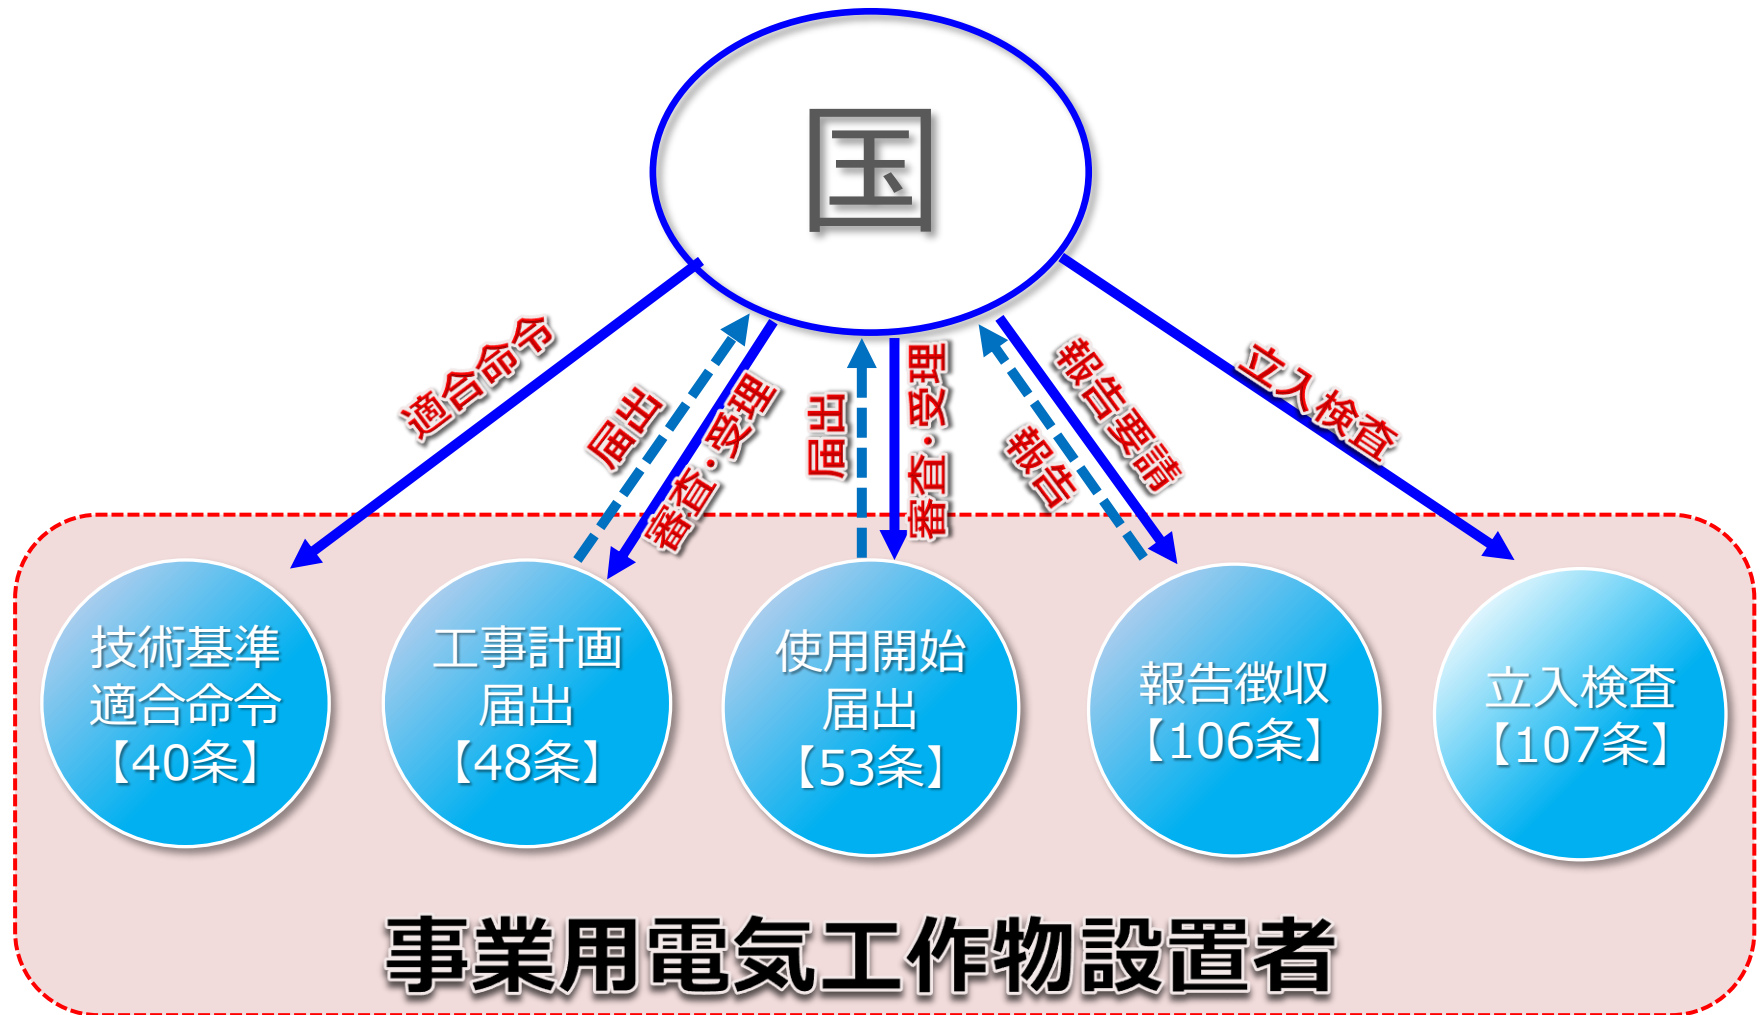 国
適合命令
届出
審査・受理
届出
審査・受理
報告
報告要請
立入検査
技術基準
適合命令
【40条】
工事計画
届出
【48条】
使用開始
届出
【53条】
報告徴収
【106条】
立入検査
【107条】
事業用電気工作物設置者